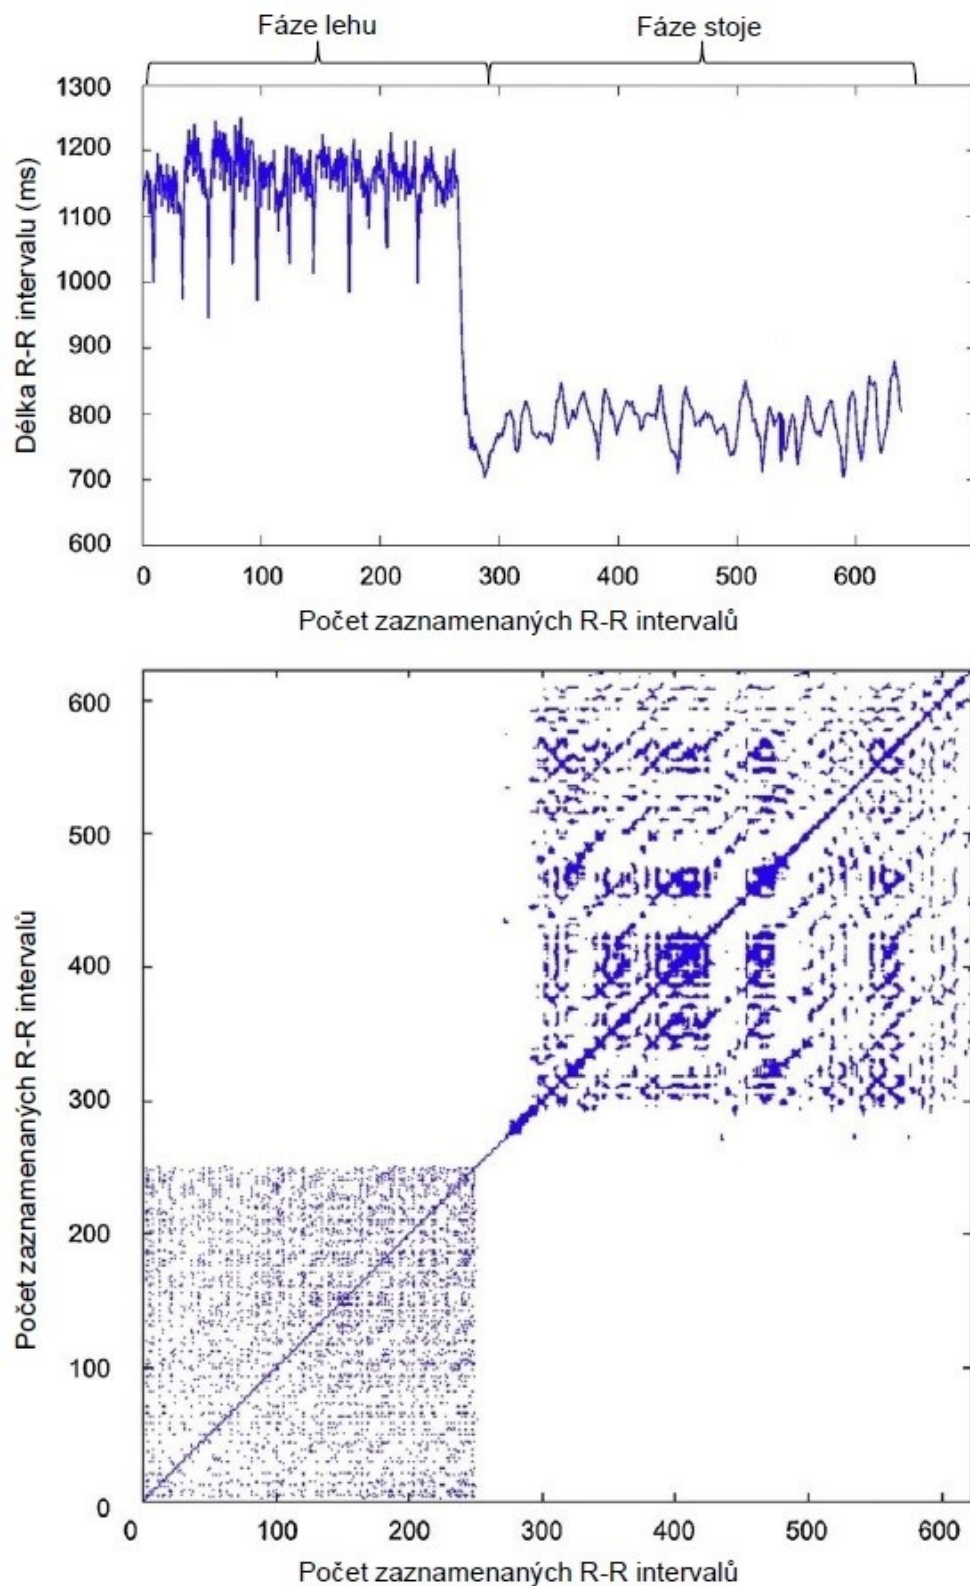 Fáze lehu
Fáze stoje
1300
1200
1100
1000
900
800
700
600
Délka R-R intervalu (ms)
0 100 200 300 400 500 600
Počet zaznamenaných R-R intervalů
600
500
400
300
200
100
0
Počet zaznamenaných R-R intervalů
0 100 200 300 400 500 600
Počet zaznamenaných R-R intervalů